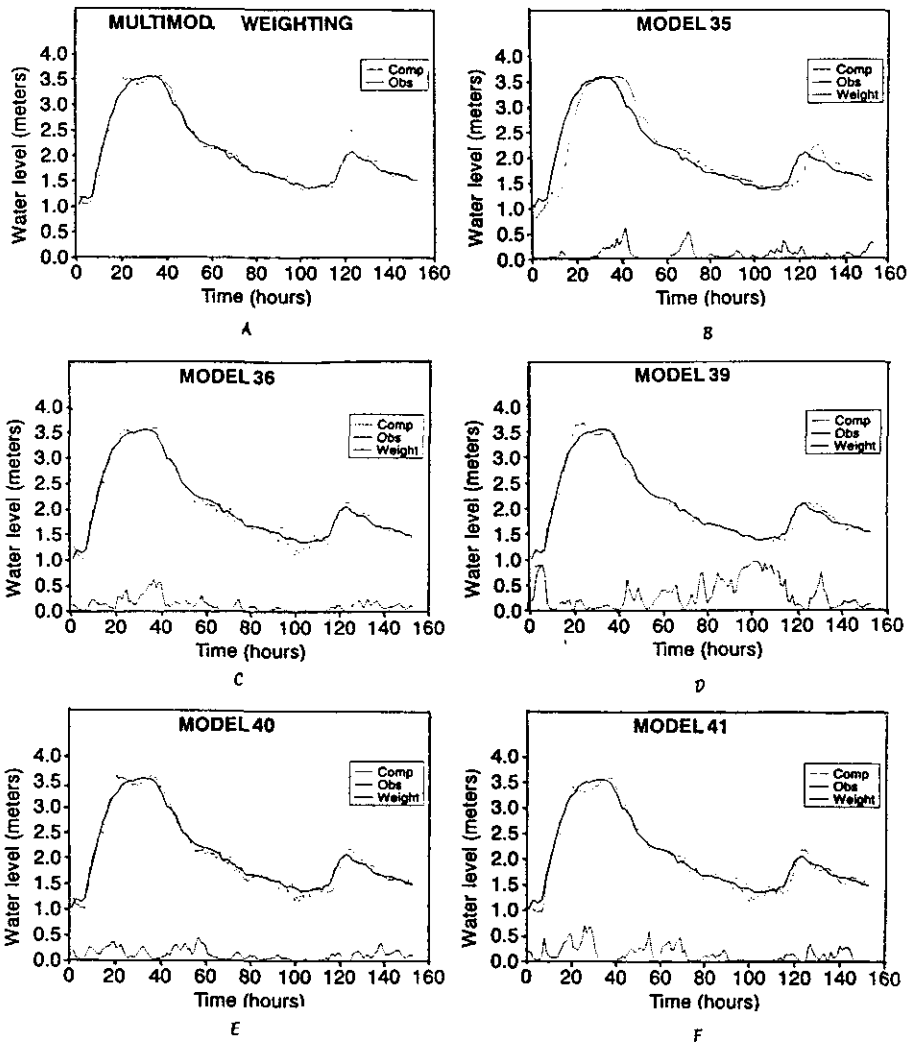 MULTIMOD. WEIGHTING
Water level (meters)
4.0
3.5
3.0
2.5
2.0
1.5
1.0
0.5
0.0
Comp
Obs
0 20 40 60 80 100 120 140 160
Time (hours)
A
MODEL 35
Water level (meters)
4.0
3.5
3.0
2.5
2.0
1.5
1.0
0.5
0.0
Comp
Obs
Weight
0 20 40 60 80 100 120 140 160
Time (hours)
B
MODEL 36
Water level (meters)
4.0
3.5
3.0
2.5
2.0
1.5
1.0
0.5
0.0
Comp
Obs
Weight
0 20 40 60 80 100 120 140 160
Time (hours)
C
MODEL 39
Water level (meters)
4.0
3.5
3.0
2.5
2.0
1.5
1.0
0.5
0.0
Comp
Obs
Weight
0 20 40 60 80 100 120 140 160
Time (hours)
D
MODEL 40
Water level (meters)
4.0
3.5
3.0
2.5
2.0
1.5
1.0
0.5
0.0
Comp
Obs
Weight
0 20 40 60 80 100 120 140 160
Time (hours)
E
MODEL 41
Water level (meters)
4.0
3.5
3.0
2.5
2.0
1.5
1.0
0.5
0.0
Comp
Obs
Weight
0 20 40 60 80 100 120 140 160
Time (hours)
F